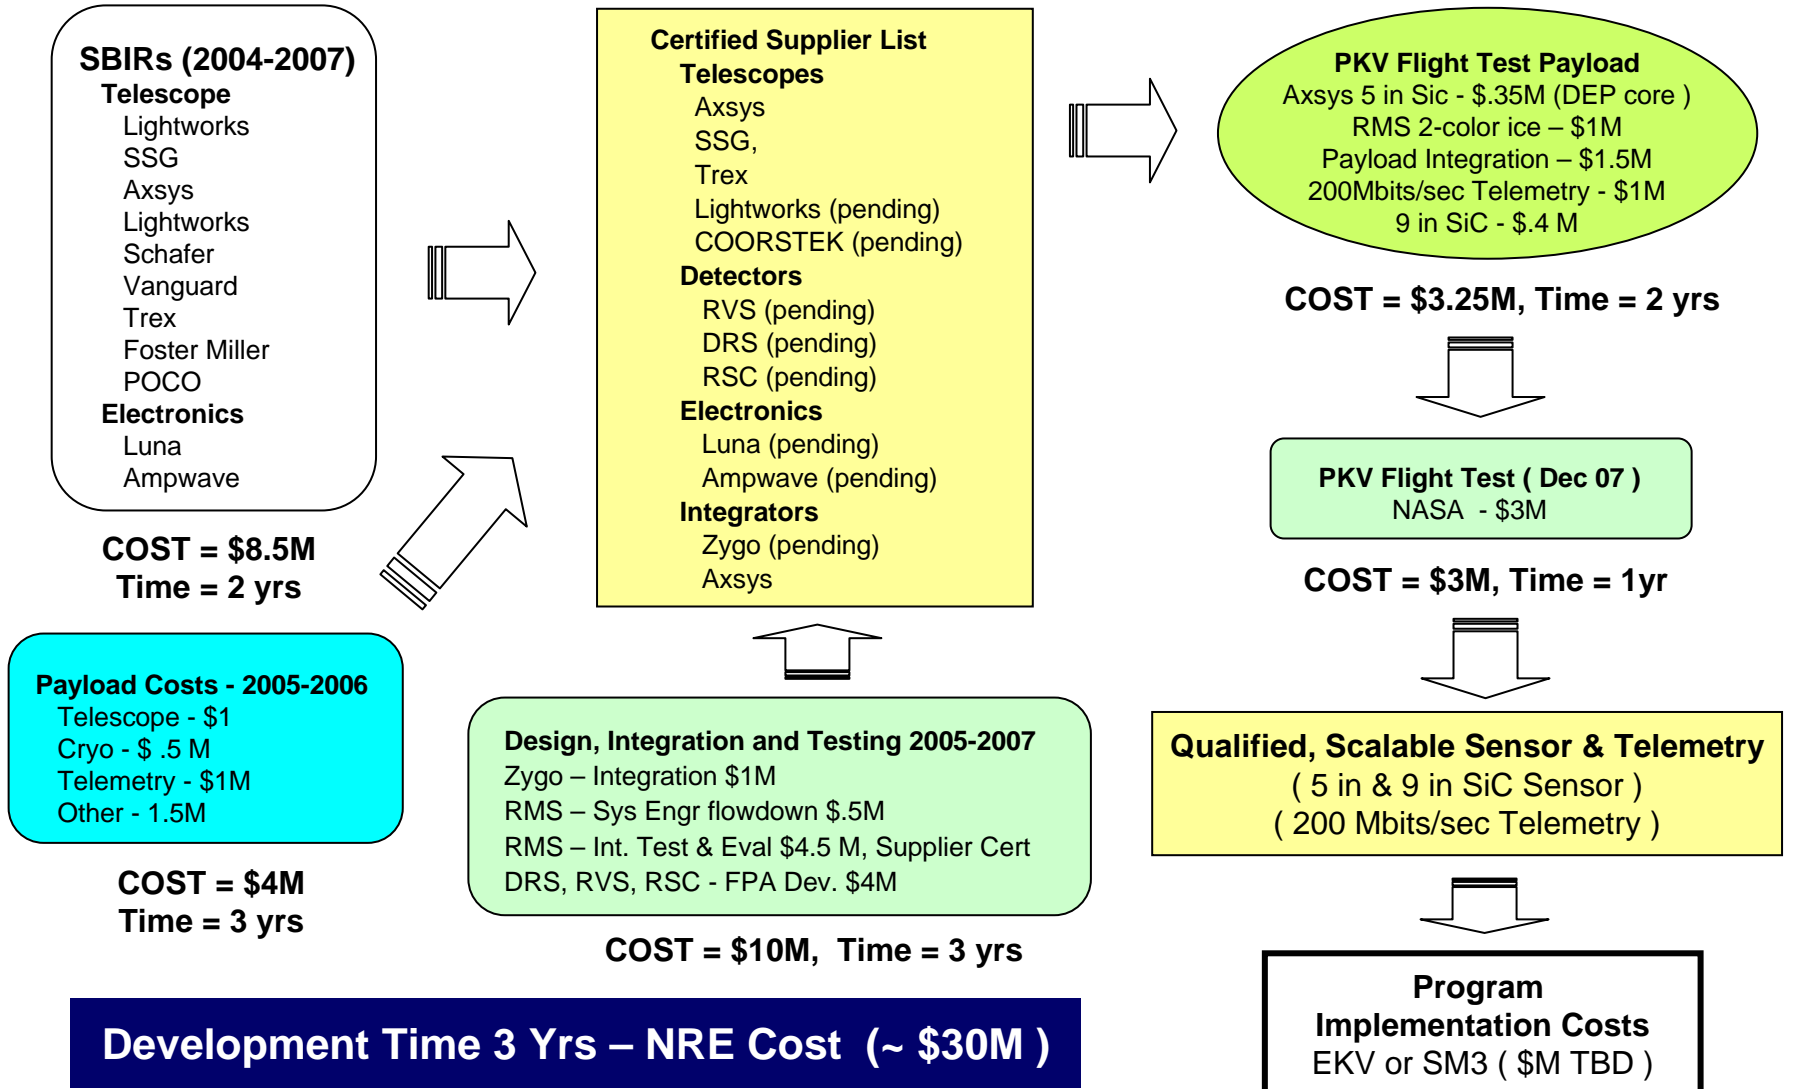 SBIRs (2004-2007)
Telescope
Lightworks
SSG
Axsys
Lightworks
Schafer
Vanguard
Trex
Foster Miller
POCO
Electronics
Luna
Ampwave
COST = $8.5M
Time = 2 yrs
Payload Costs - 2005-2006
Telescope - $1
Cryo - $ .5 M
Telemetry - $1M
Other - 1.5M
COST = $4M
Time = 3 yrs
Certified Supplier List
Telescopes
Axsys
SSG,
Trex
Lightworks (pending)
COORSTEK (pending)
Detectors
RVS (pending)
DRS (pending)
RSC (pending)
Electronics
Luna (pending)
Ampwave (pending)
Integrators
Zygo (pending)
Axsys
Design, Integration and Testing 2005-2007
Zygo – Integration $1M
RMS – Sys Engr flowdown $.5M
RMS – Int. Test & Eval $4.5 M, Supplier Cert
DRS, RVS, RSC - FPA Dev. $4M
COST = $10M, Time = 3 yrs
Development Time 3 Yrs – NRE Cost (~ $30M )
PKV Flight Test Payload
Axsys 5 in Sic - $.35M (DEP core )
RMS 2-color ice – $1M
Payload Integration – $1.5M
200Mbits/sec Telemetry - $1M
9 in SiC - $.4 M
COST = $3.25M, Time = 2 yrs
PKV Flight Test ( Dec 07 )
NASA - $3M
COST = $3M, Time = 1yr
Qualified, Scalable Sensor & Telemetry
( 5 in & 9 in SiC Sensor )
( 200 Mbits/sec Telemetry )
Program
Implementation Costs
EKV or SM3 ( $M TBD )